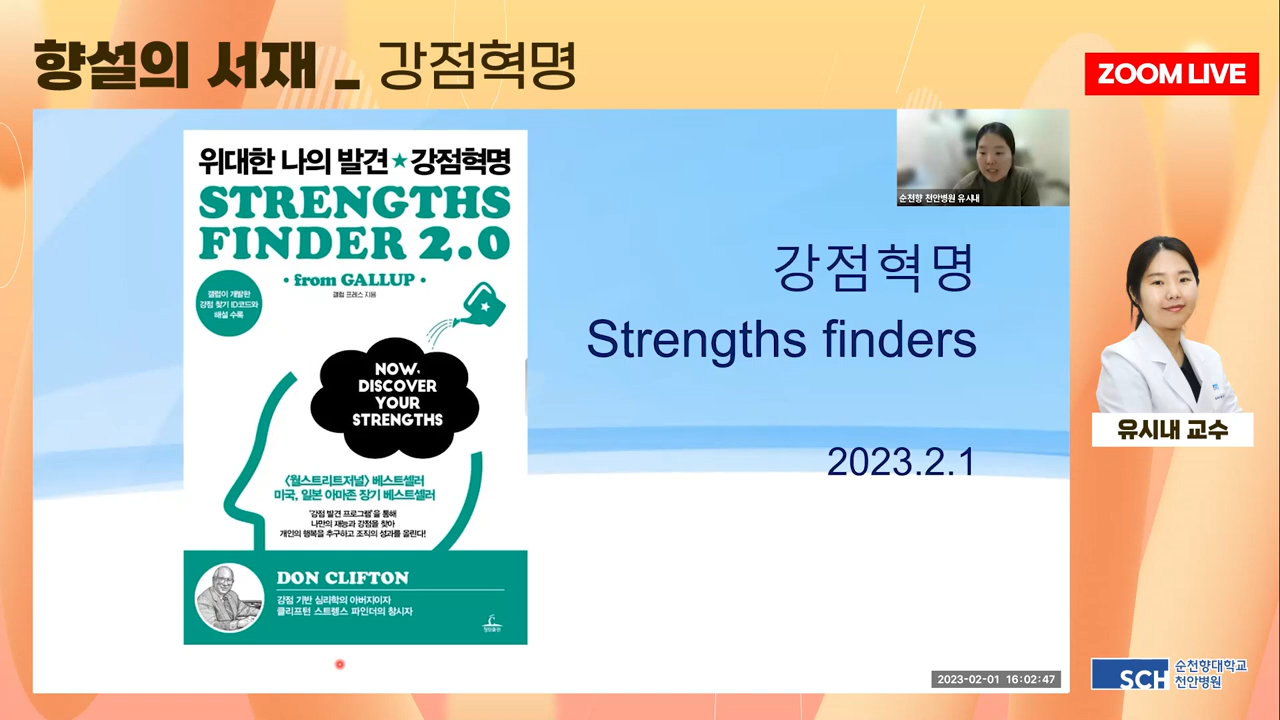 향설의 서재 _ 강점혁명
ZOOM LIVE
위대한 나의 발견★강점혁명
STRENGTHS
FINDER 2.0
• from GALLUP •
갤럽 프레스 지음
갤럽이 개발한
강점 찾기 ID코드와
해설 수록
NOW,
DISCOVER
YOUR
STRENGTHS
〈월스트리트저널〉 베스트셀러
미국, 일본 아마존 장기 베스트셀러
'강점 발견 프로그램'을 통해
나만의 재능과 강점을 찾아
개인의 행복을 추구하고 조직의 성과를 올린다!
DON CLIFTON
강점 기반 심리학의 아버지이자
클리프턴 스트렝스 파인더의 창시자
청림출판
순천향 천안병원 유시내
강점혁명
Strengths finders
2023.2.1
2023-02-01 16:02:47
유시내 교수
SCH 순천향대학교
천안병원